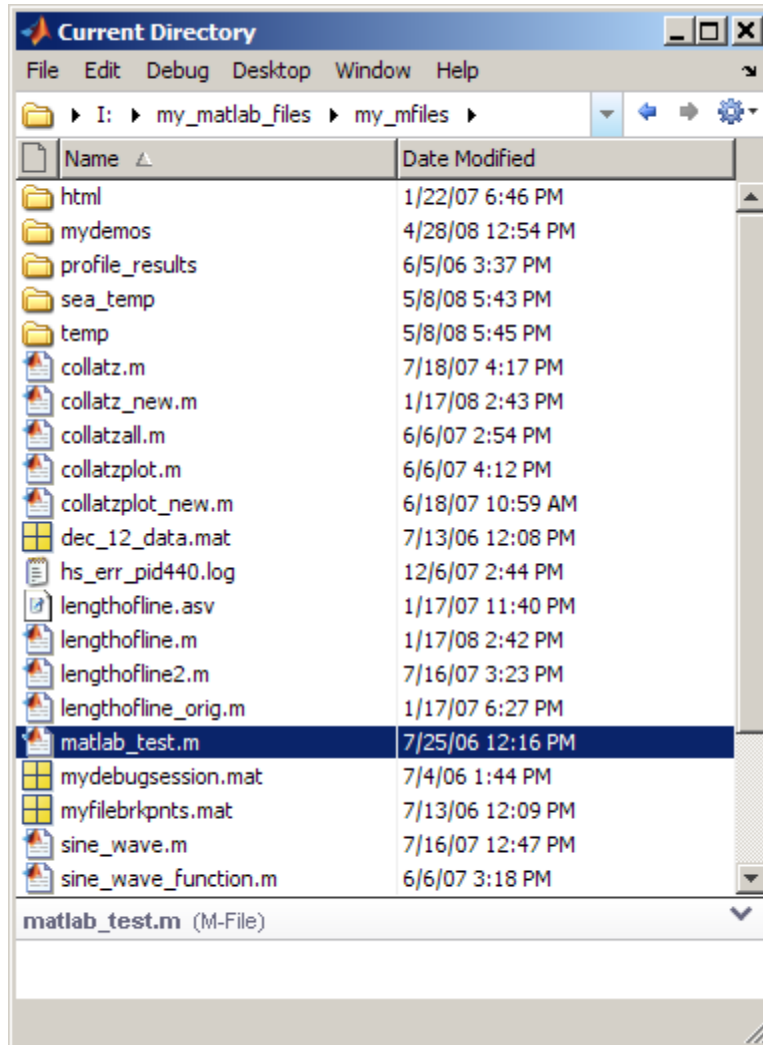 Current Directory
File Edit Debug Desktop Window Help
I: my_matlab_files my_mfiles
Name Date Modified
html 1/22/07 6:46 PM
mydemos 4/28/08 12:54 PM
profile_results 6/5/06 3:37 PM
sea_temp 5/8/08 5:43 PM
temp 5/8/08 5:45 PM
collatz.m 7/18/07 4:17 PM
collatz_new.m 1/17/08 2:43 PM
collatzall.m 6/6/07 2:54 PM
collatzplot.m 6/6/07 4:12 PM
collatzplot_new.m 6/18/07 10:59 AM
dec_12_data.mat 7/13/06 12:08 PM
hs_err_pid440.log 12/6/07 2:44 PM
lengthofline.asv 1/17/07 11:40 PM
lengthofline.m 1/17/08 2:42 PM
lengthofline2.m 7/16/07 3:23 PM
lengthofline_orig.m 1/17/07 6:27 PM
matlab_test.m 7/25/06 12:16 PM
mydebugsession.mat 7/4/06 1:44 PM
myfilebrkpnts.mat 7/13/06 12:09 PM
sine_wave.m 7/16/07 12:47 PM
sine_wave_function.m 6/6/07 3:18 PM
matlab_test.m (M-File)